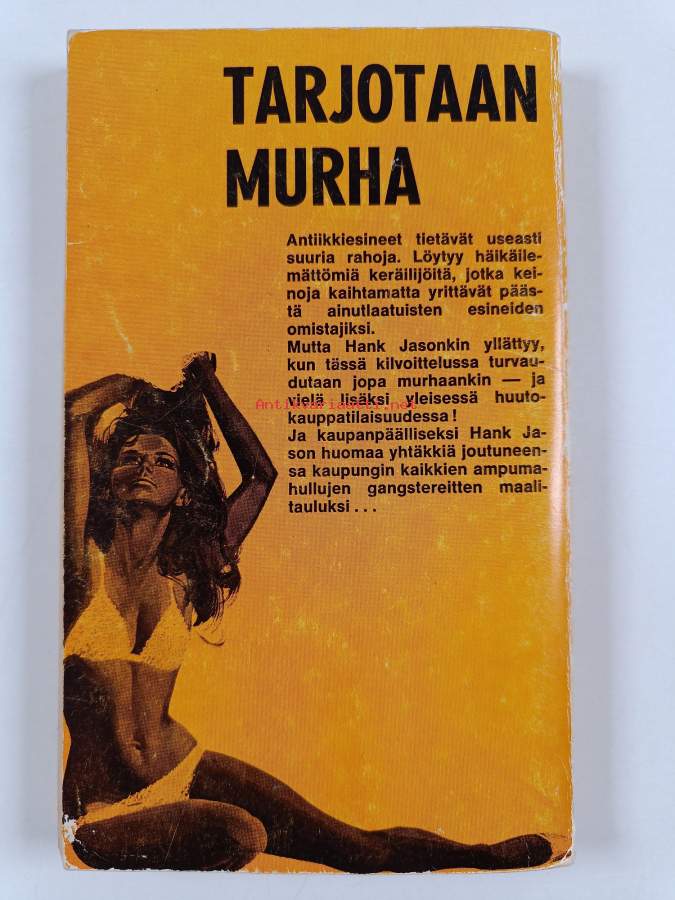 TARJOTAAN
MURHA
Antiikkiesineet tietävät useasti
suuria rahoja. Löytyy häikäile-
mättömiä keräilijöitä, jotka kei-
noja kaihtamatta yrittävät pääs-
tä ainutlaatuisten esineiden
omistajiksi.
Mutta Hank Jasonkin yllättyy,
kun tässä kilvoittelussa turvau-
dutaan jopa murhaankin — ja
vielä lisäksi yleisessä huuto-
Antikvariaatti.net
kauppatilaisuudessa!
Ja kaupanpäälliseksi Hank Ja-
son huomaa yhtäkkiä joutuneen-
sa kaupungin kaikkien ampuma-
hullujen gangstereitten maali-
tauluksi...